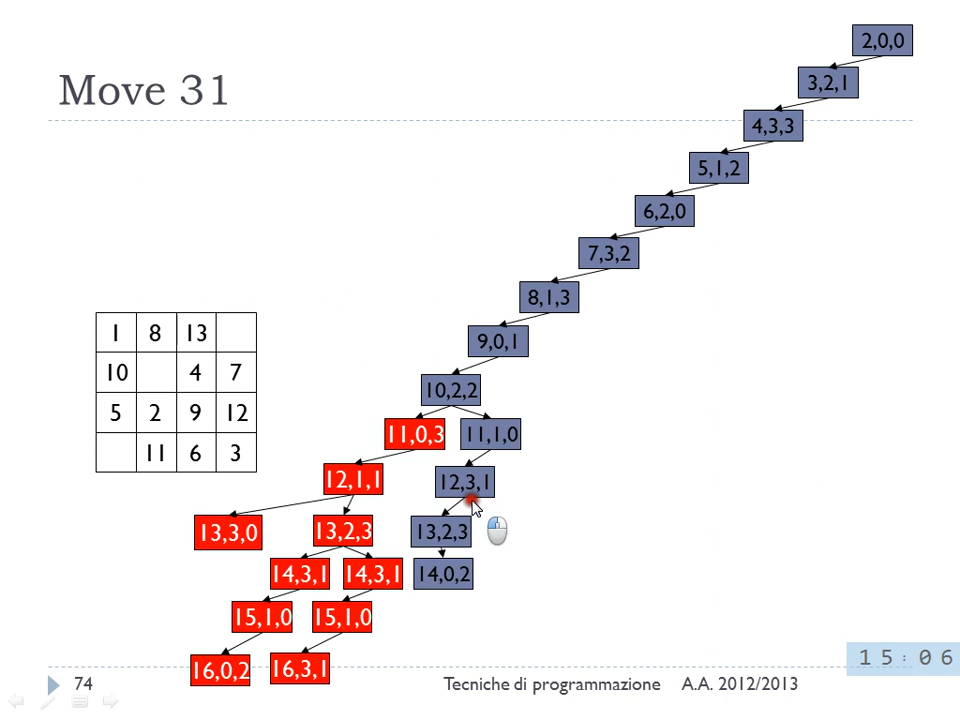 Move 31
2,0,0
3,2,1
4,3,3
5,1,2
6,2,0
7,3,2
8,1,3
9,0,1
10,2,2
11,0,3 11,1,0
12,1,1 12,3,1
13,3,0 13,2,3 13,2,3
14,3,1 14,3,1 14,0,2
15,1,0 15,1,0
16,0,2 16,3,1
1 8 13
10 4 7
5 2 9 12
11 6 3
15:06
74 Tecniche di programmazione A.A. 2012/2013